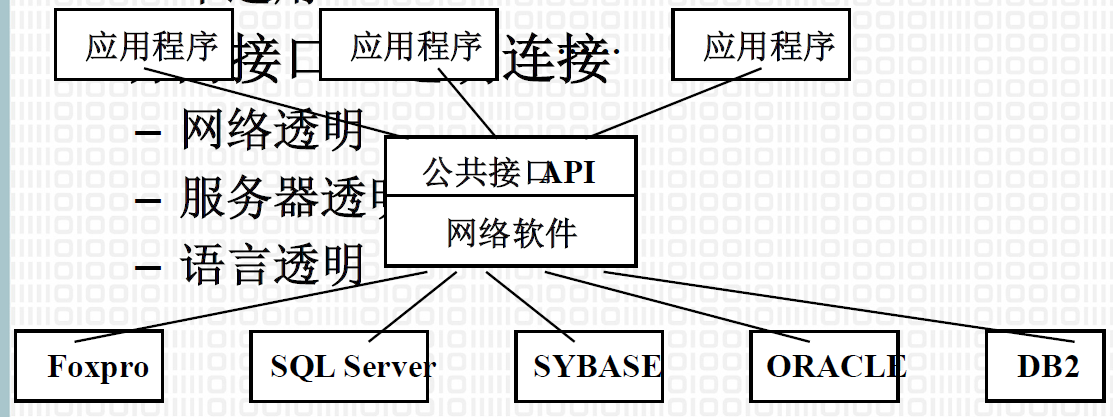 应用程序 应用程序 应用程序
接口 连接
– 网络透明
公共接口API
– 服务器透明
网络软件
– 语言透明
Foxpro SQL Server SYBASE ORACLE DB2